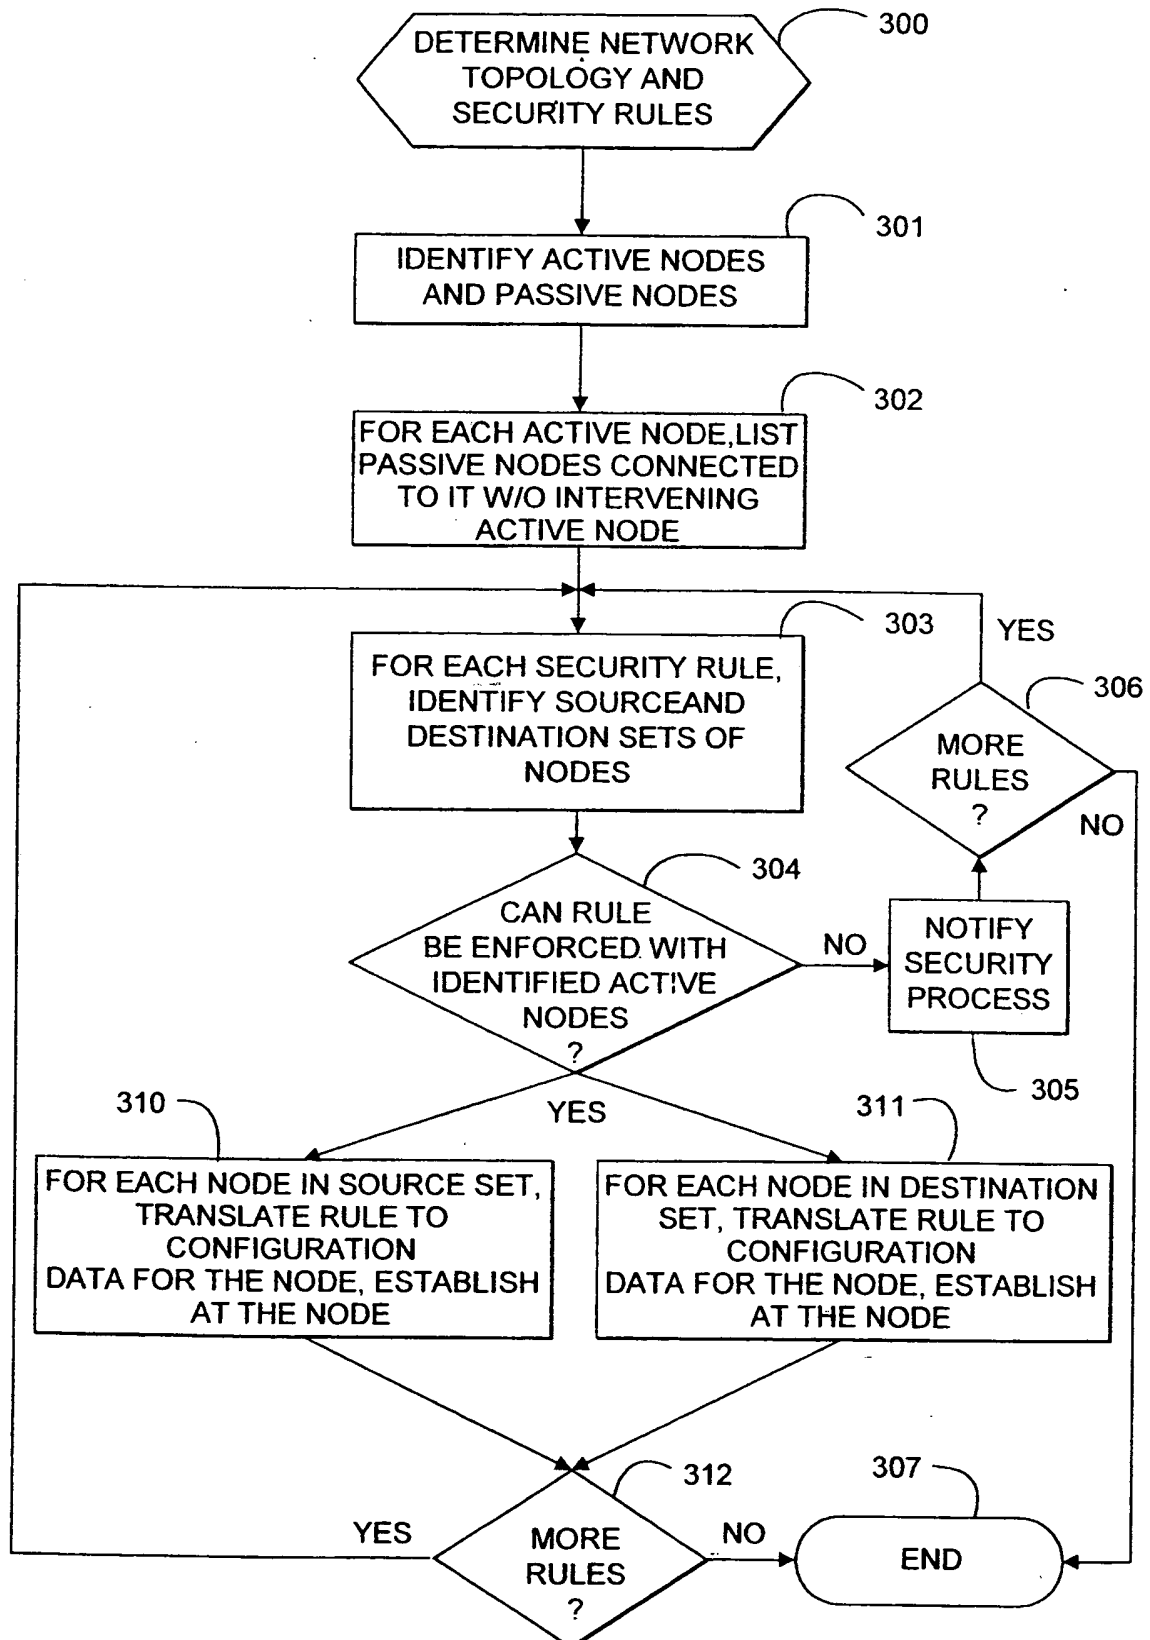 300
DETERMINE NETWORK
TOPOLOGY AND
SECURITY RULES
301
IDENTIFY ACTIVE NODES
AND PASSIVE NODES
302
FOR EACH ACTIVE NODE,LIST
PASSIVE NODES CONNECTED
TO IT W/O INTERVENING
ACTIVE NODE
303
FOR EACH SECURITY RULE,
IDENTIFY SOURCEAND
DESTINATION SETS OF
NODES
YES
306
MORE
RULES
?
NO
304
CAN RULE
BE ENFORCED WITH
IDENTIFIED ACTIVE
NODES
?
NO
NOTIFY
SECURITY
PROCESS
305
YES
310
FOR EACH NODE IN SOURCE SET,
TRANSLATE RULE TO
CONFIGURATION
DATA FOR THE NODE, ESTABLISH
AT THE NODE
311
FOR EACH NODE IN DESTINATION
SET, TRANSLATE RULE TO
CONFIGURATION
DATA FOR THE NODE, ESTABLISH
AT THE NODE
312
YES
MORE
RULES
?
NO
307
END